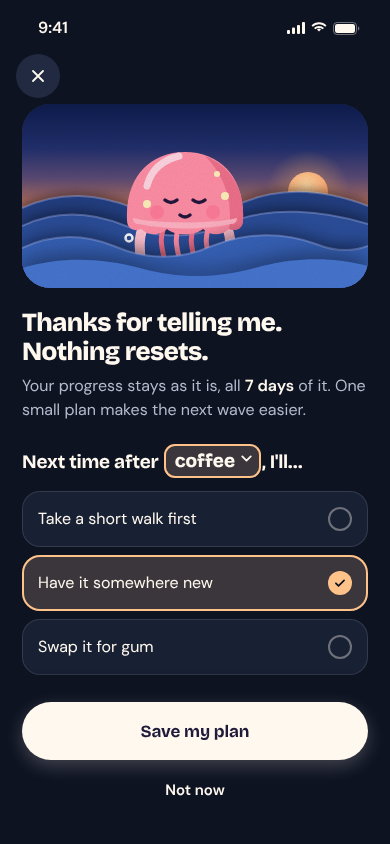 9:41
Thanks for telling me.
Nothing resets.
Your progress stays as it is, all 7 days of it. One
small plan makes the next wave easier.
Next time after coffee, I'll...
Take a short walk first
Have it somewhere new
Swap it for gum
Save my plan
Not now